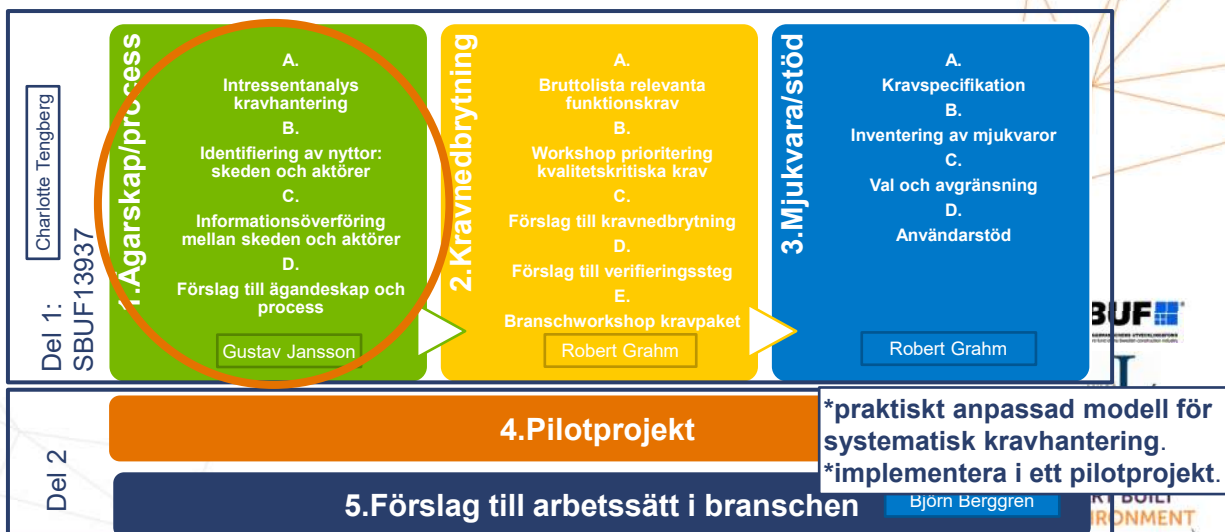 Del 1:
SBUF13937
Charlotte Tengberg
1.Ägarskap/process
A.
Intressentanalys
kravhantering
B.
Identifiering av nyttor:
skeden och aktörer
C.
Informationsöverföring
mellan skeden och aktörer
D.
Förslag till ägandeskap och
process
Gustav Jansson
2.Kravnedbrytning
A.
Bruttolista relevanta
funktionskrav
B.
Workshop prioritering
kvalitetskritiska krav
C.
Förslag till kravnedbrytning
D.
Förslag till verifieringssteg
E.
Branschworkshop kravpaket
Robert Grahm
3.Mjukvara/stöd
A.
Kravspecifikation
B.
Inventering av mjukvaror
C.
Val och avgränsning
D.
Användarstöd
Robert Grahm
BUF
Del 2
4.Pilotprojekt
*praktiskt anpassad modell för
systematisk kravhantering.
*implementera i ett pilotprojekt.
5.Förslag till arbetssätt i branschen
Björn Berggren
BUILT
IRONMENT